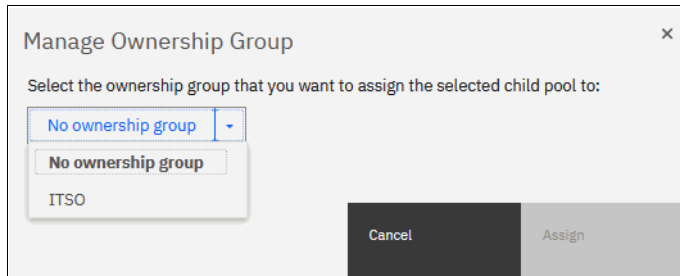 Manage Ownership Group
×
Select the ownership group that you want to assign the selected child pool to:
No ownership group
No ownership group
ITSO
Cancel
Assign